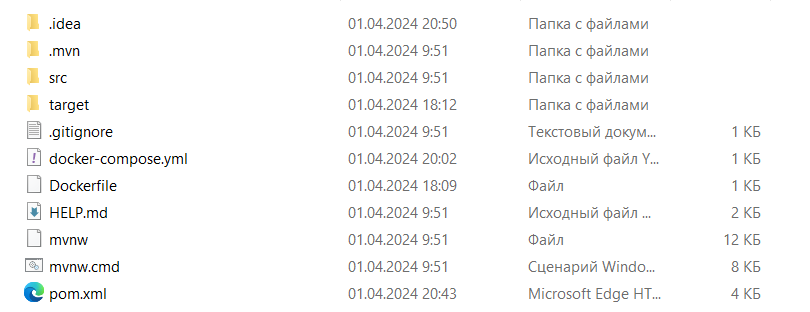 .idea 01.04.2024 20:50 Папка с файлами
.mvn 01.04.2024 9:51 Папка с файлами
src 01.04.2024 9:51 Папка с файлами
target 01.04.2024 18:12 Папка с файлами
.gitignore 01.04.2024 9:51 Текстовый докум... 1 КБ
docker-compose.yml 01.04.2024 20:02 Исходный файл Y... 1 КБ
Dockerfile 01.04.2024 18:09 Файл 1 КБ
HELP.md 01.04.2024 9:51 Исходный файл ... 2 КБ
mvnw 01.04.2024 9:51 Файл 12 КБ
mvnw.cmd 01.04.2024 9:51 Сценарий Windo... 8 КБ
pom.xml 01.04.2024 20:43 Microsoft Edge HT... 4 КБ